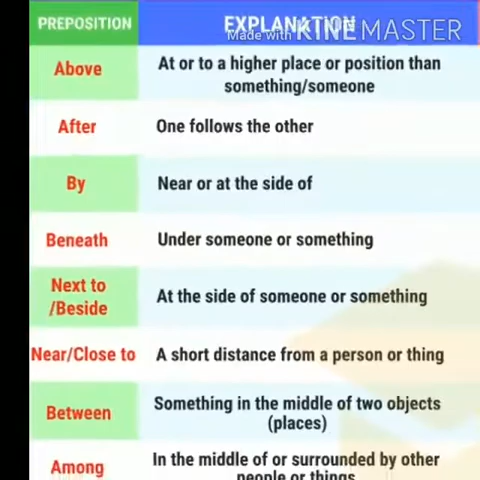 PREPOSITION EXPLANATION
Made with KINEMASTER
Above At or to a higher place or position than
something/someone
After One follows the other
By Near or at the side of
Beneath Under someone or something
Next to
/Beside At the side of someone or something
Near/Close to A short distance from a person or thing
Between Something in the middle of two objects
(places)
Among In the middle of or surrounded by other
people or things